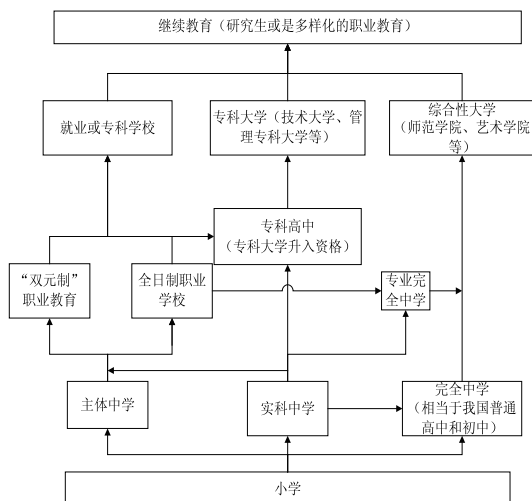 继续教育（研究生或是多样化的职业教育）
就业或专科学校
专科大学（技术大学、管
理专科大学等）
综合性大学
（师范学院、艺术学院
等）
专科高中
（专科大学升入资格）
“双元制”
职业教育
全日制职业
学校
专业完
全中学
主体中学
实科中学
完全中学
（相当于我国普通
高中和初中）
小学